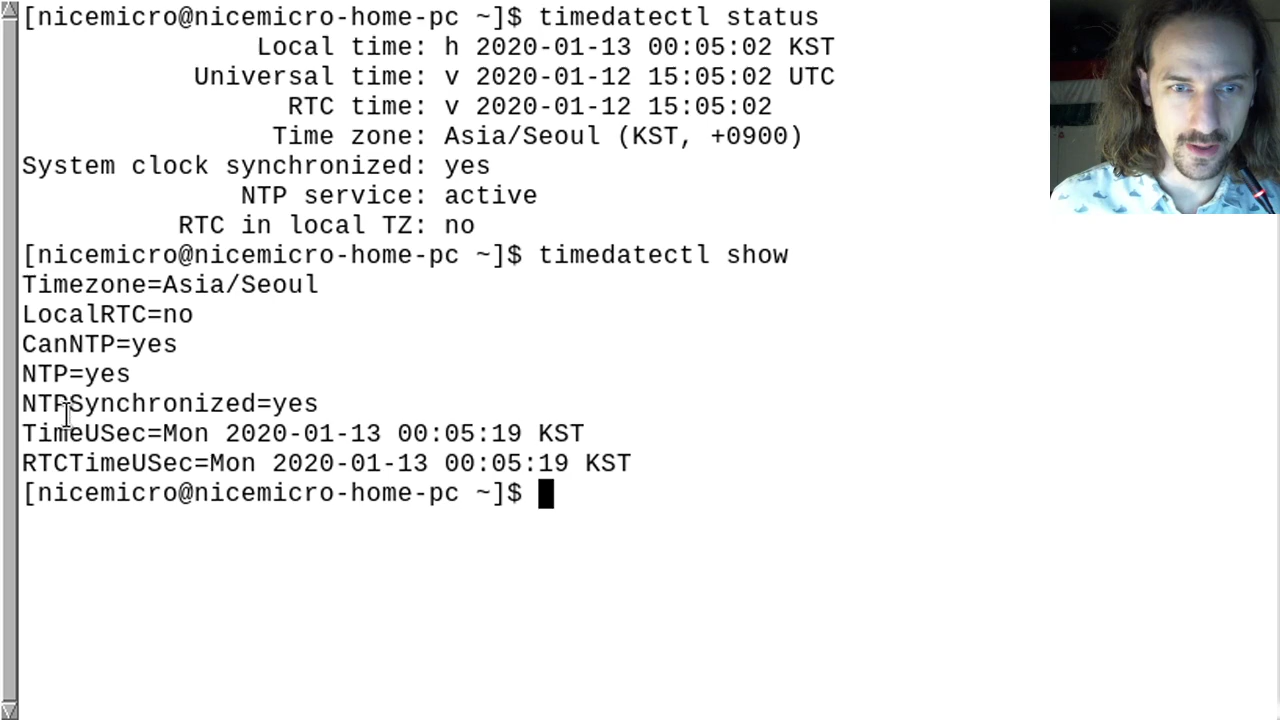 [nicemicro@nicemicro-home-pc ~]$ timedatectl status
Local time: h 2020-01-13 00:05:02 KST
Universal time: v 2020-01-12 15:05:02 UTC
RTC time: v 2020-01-12 15:05:02
Time zone: Asia/Seoul (KST, +0900)
System clock synchronized: yes
NTP service: active
RTC in local TZ: no
[nicemicro@nicemicro-home-pc ~]$ timedatectl show
Timezone=Asia/Seoul
LocalRTC=no
CanNTP=yes
NTP=yes
NTPSynchronized=yes
TimeUSec=Mon 2020-01-13 00:05:19 KST
RTCTimeUSec=Mon 2020-01-13 00:05:19 KST
[nicemicro@nicemicro-home-pc ~]$